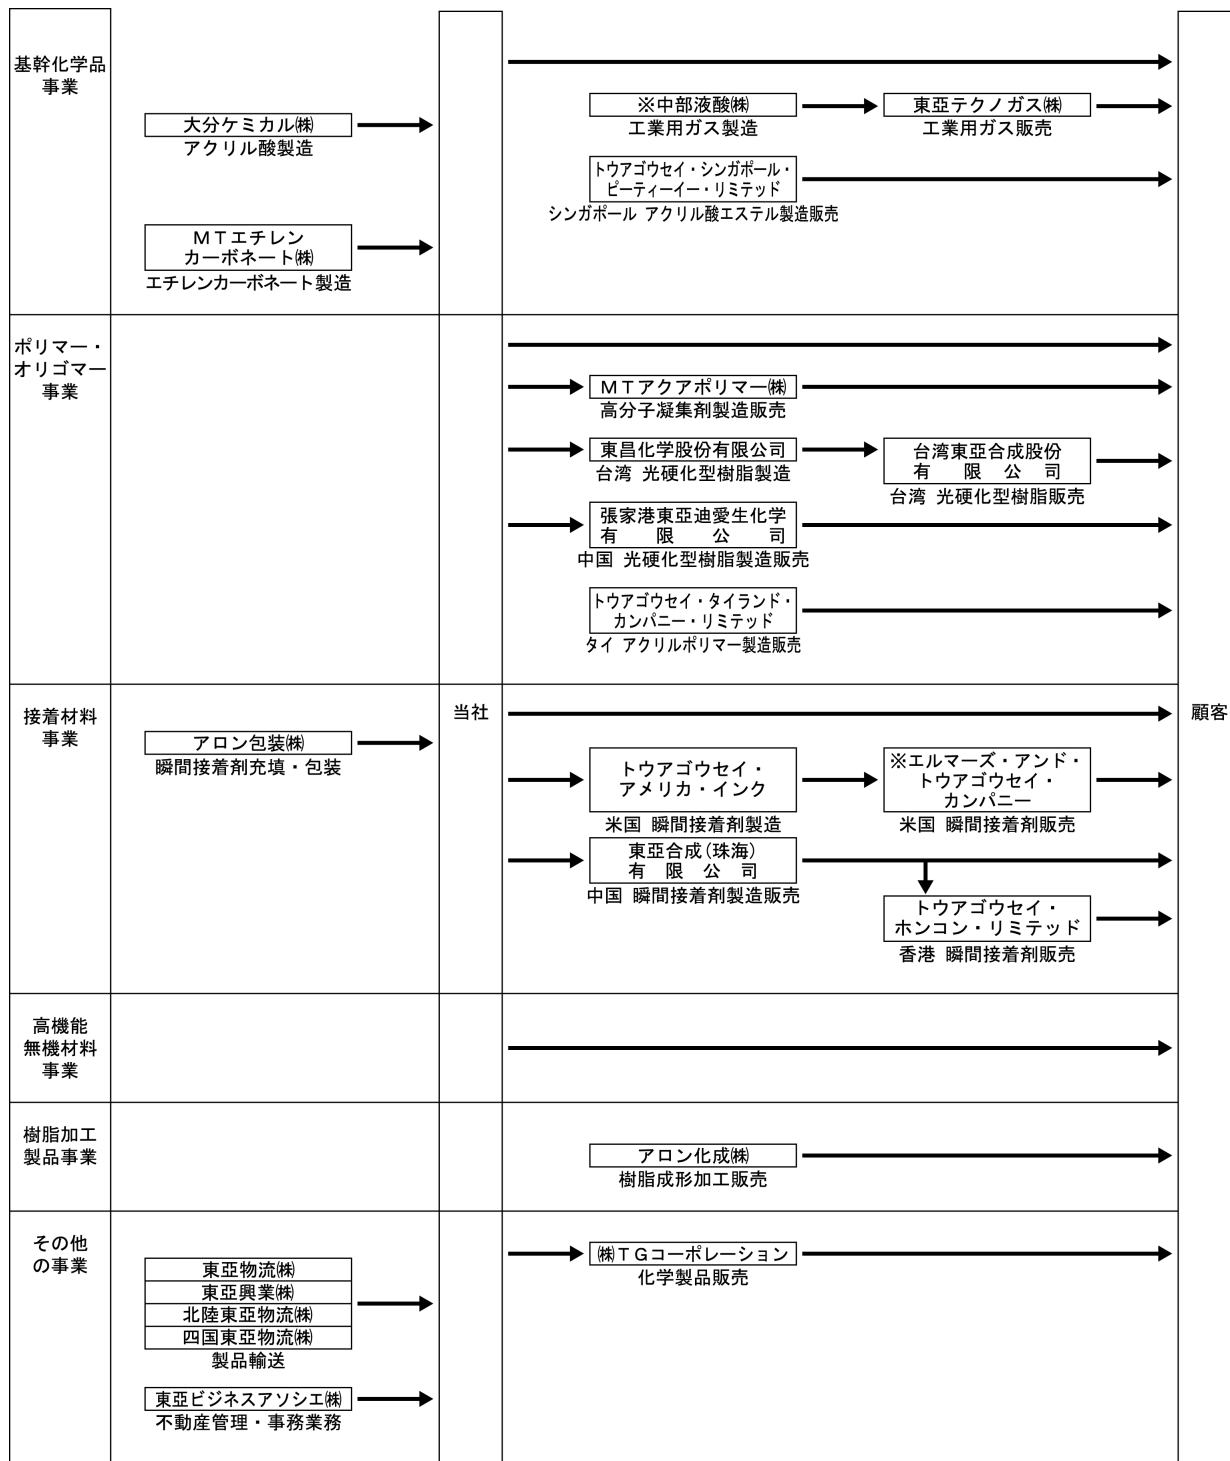 基幹化学品
事業
大分ケミカル㈱
アクリル酸製造
MTエチレン
カーボネート㈱
エチレンカーボネート製造
※中部液酸㈱
工業用ガス製造
東亞テクノガス㈱
工業用ガス販売
トウアゴウセイ・シンガポール・
ピーティーイー・リミテッド
シンガポール アクリル酸エステル製造販売
ポリマー・
オリゴマー
事業
MTアクアポリマー㈱
高分子凝集剤製造販売
東昌化学股份有限公司
台湾 光硬化型樹脂製造
台湾東亞合成股份
有限公司
台湾 光硬化型樹脂販売
張家港東亞迪愛生化学
有限公司
中国 光硬化型樹脂製造販売
トウアゴウセイ・タイランド・
カンパニー・リミテッド
タイ アクリルポリマー製造販売
接着材料
事業
アロン包装㈱
瞬間接着剤充填・包装
当社
トウアゴウセイ・
アメリカ・インク
米国 瞬間接着剤製造
※エルマーズ・アンド・
トウアゴウセイ・
カンパニー
米国 瞬間接着剤販売
東亞合成(珠海)
有限公司
中国 瞬間接着剤製造販売
トウアゴウセイ・
ホンコン・リミテッド
香港 瞬間接着剤販売
顧客
高機能
無機材料
事業
樹脂加工
製品事業
アロン化成㈱
樹脂成形加工販売
その他
の事業
東亞物流㈱
東亞興業㈱
北陸東亞物流㈱
四国東亞物流㈱
製品輸送
東亞ビジネスアソシエ㈱
不動産管理・事務業務
㈱TGコーポレーション
化学製品販売